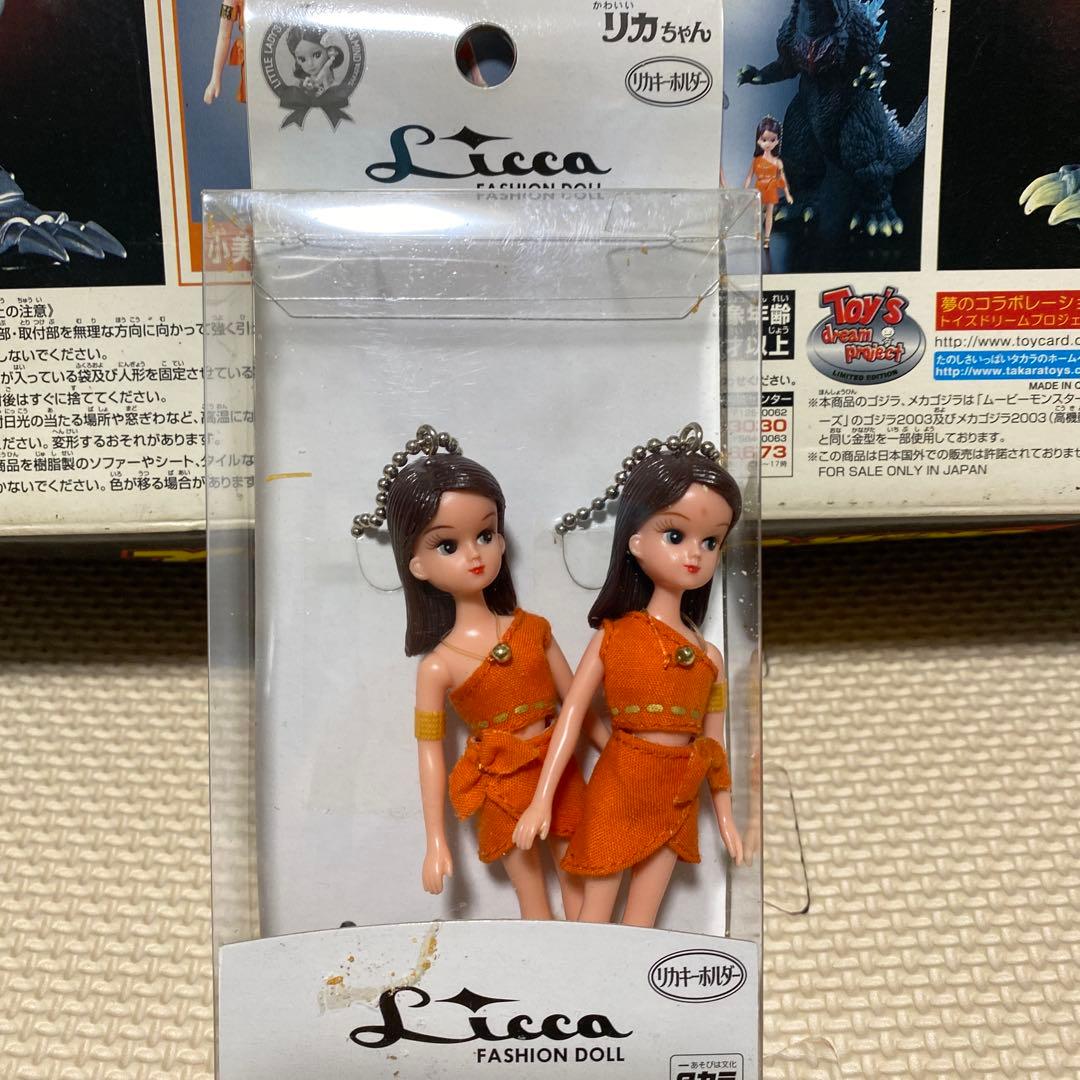 かわいい
リカちゃん
リカキーホルダー
LITTLE LADY
Licca
FASHION DOLL
小美
の注意》
部・取付部を無理な方向に向かって強く引
しないでください。
が入っている袋及び人形を固定させている
後はすぐに捨ててください。
日光の当たる場所や窓ぎわなど、高温にな
ださい。変形するおそれがあります。
商品を樹脂製のソファーやシート、タイルな
かないでください。色が移る場合があります
象年齢
才以上
Toy's
dream
project
LIMITED EDITION
夢のコラボレーショ
トイズドリームプロジェ
http://www.toycard.c
たのしさいっぱいタカラのホーム
http://www.takaratoys.
MADE IN C
※本商品のゴジラ、メカゴジラは「ムービーモンスター
ーズ」のゴジラ2003及びメカゴジラ2003(高機
と同じ金型を一部使用しております。
※この商品は日本国外での販売は許諾されておりま
FOR SALE ONLY IN JAPAN
リカキーホルダー
Licca
FASHION DOLL
あそびは文化
タカラ